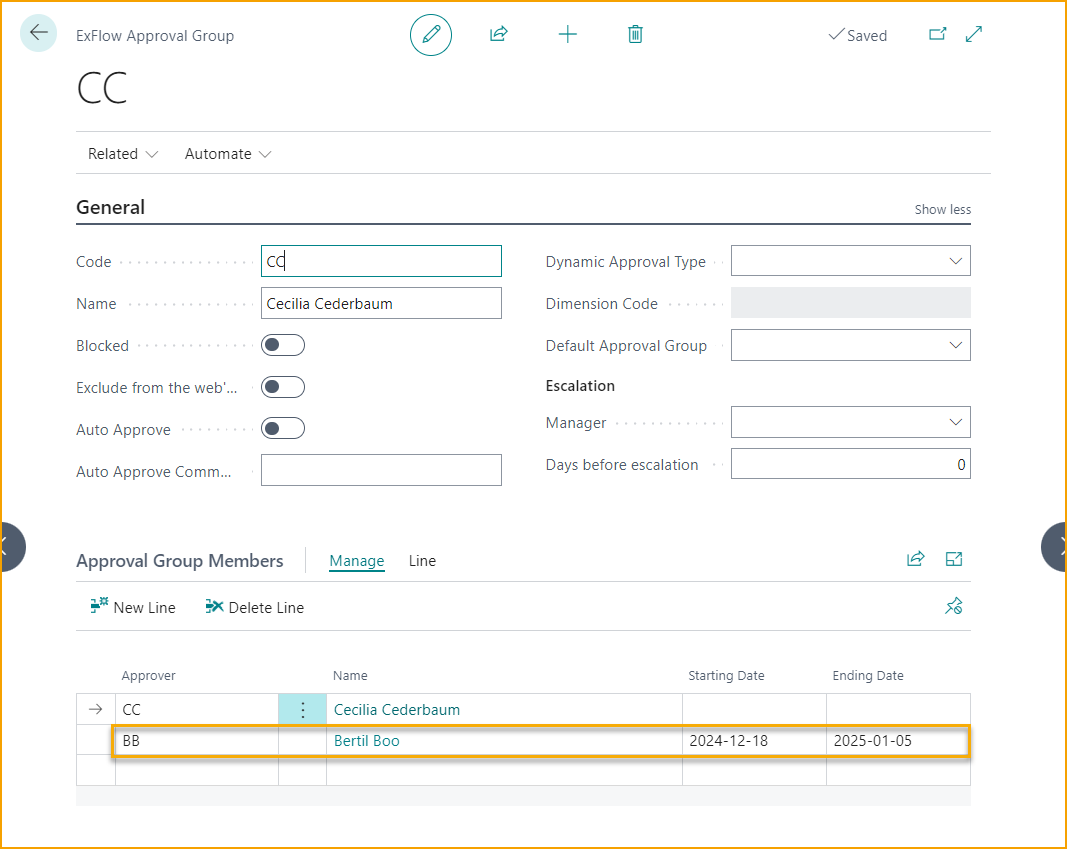 ExFlow Approval Group
Saved
CC
Related Automate
General
Show less
Code CC
Name Cecilia Cederbaum
Blocked
Exclude from the web'...
Auto Approve
Auto Approve Comm...
Dynamic Approval Type
Dimension Code
Default Approval Group
Escalation
Manager
Days before escalation 0
Approval Group Members Manage Line
New Line Delete Line
Approver Name Starting Date Ending Date
CC Cecilia Cederbaum
BB Bertil Boo 2024-12-18 2025-01-05